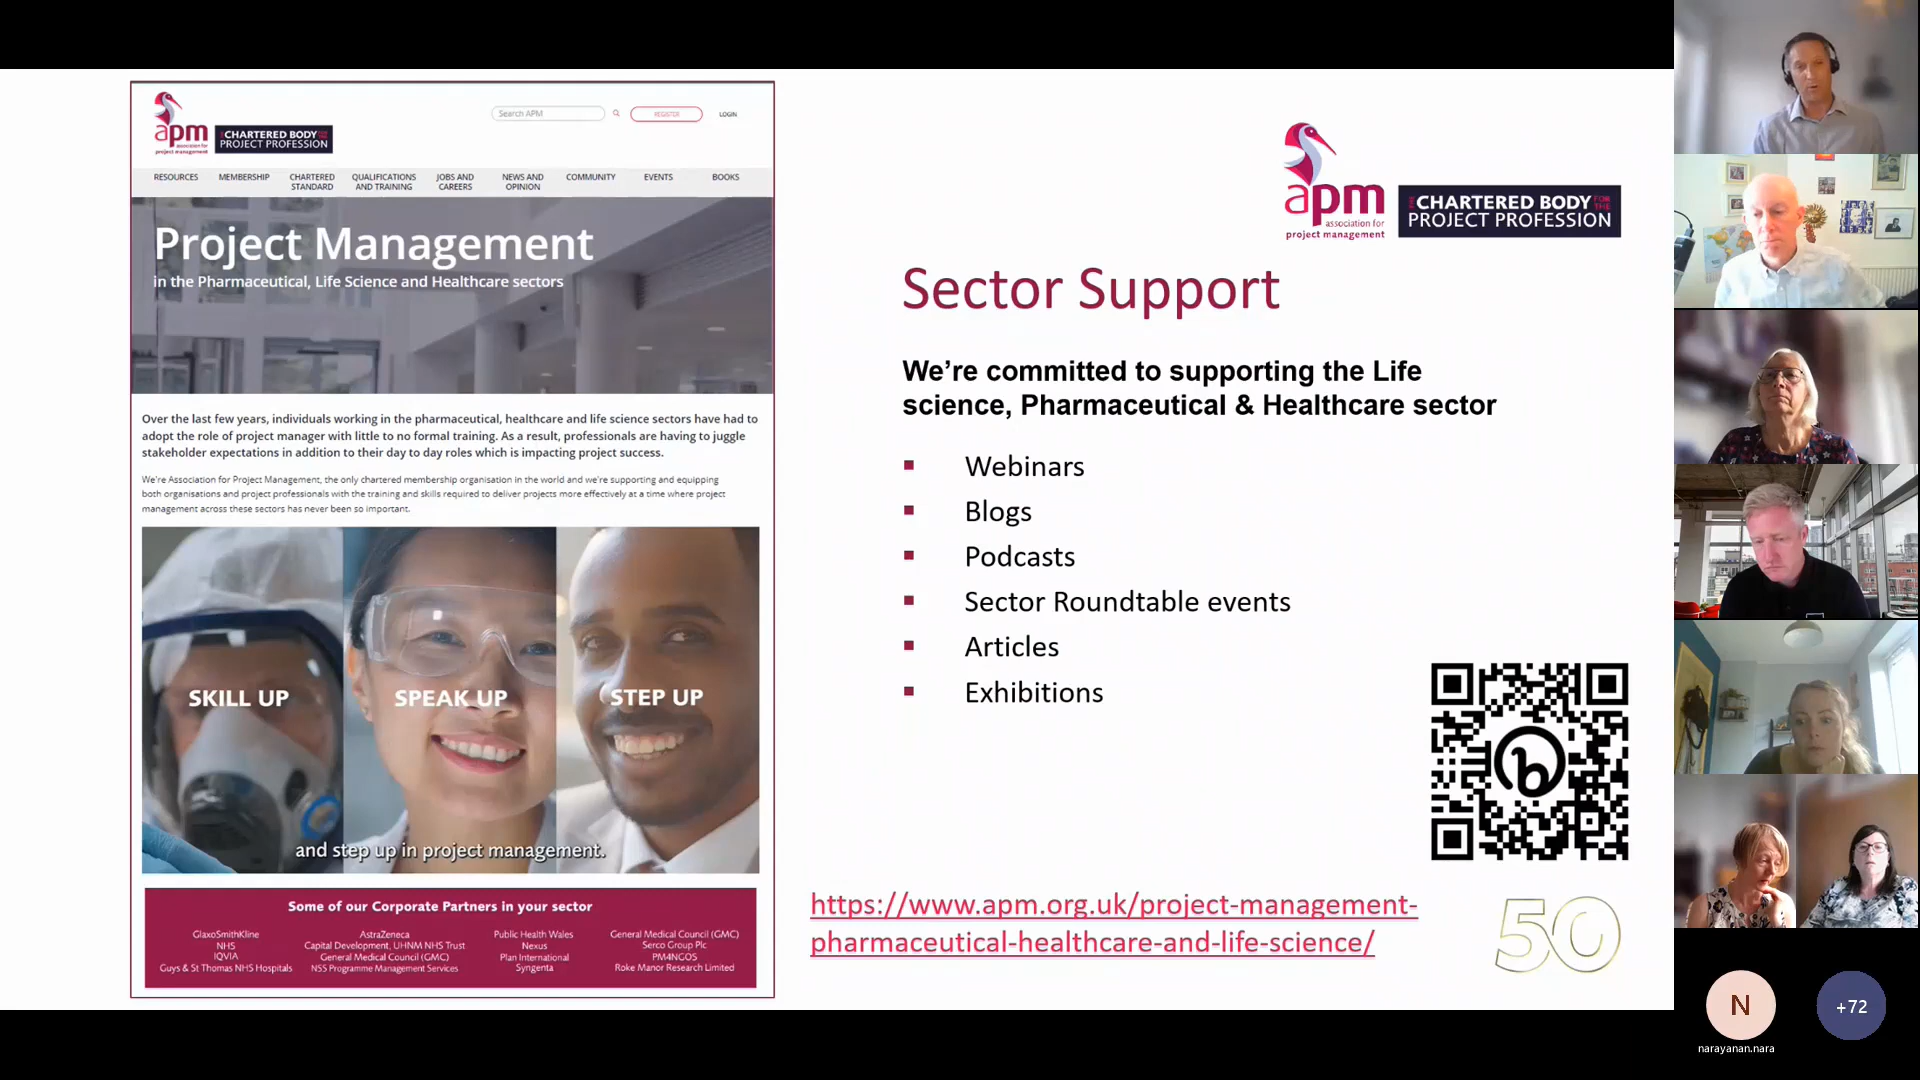 apm
association for
project management
THE CHARTERED BODY FOR THE
PROJECT PROFESSION
Search APM
REGISTER
LOGIN
RESOURCES
MEMBERSHIP
CHARTERED
STANDARD
QUALIFICATIONS
AND TRAINING
JOBS AND
CAREERS
NEWS AND
OPINION
COMMUNITY
EVENTS
BOOKS
Project Management
in the Pharmaceutical, Life Science and Healthcare sectors
Over the last few years, individuals working in the pharmaceutical, healthcare and life science sectors have had to
adopt the role of project manager with little to no formal training. As a result, professionals are having to juggle
stakeholder expectations in addition to their day to day roles which is impacting project success.
We're Association for Project Management, the only chartered membership organisation in the world and we're supporting and equipping
both organisations and project professionals with the training and skills required to deliver projects more effectively at a time where project
management across these sectors has never been so important.
SKILL UP
SPEAK UP
STEP UP
and step up in project management.
Some of our Corporate Partners in your sector
GlaxoSmithKline
NHS
IQVIA
Guys & St Thomas NHS Hospitals
AstraZeneca
Capital Development, UHNM NHS Trust
General Medical Council (GMC)
NSS Programme Management Services
Public Health Wales
Nexus
Plan International
Syngenta
General Medical Council (GMC)
Serco Group Plc
PM4NGOS
Roke Manor Research Limited
apm
association for
project management
THE CHARTERED BODY FOR THE
PROJECT PROFESSION
Sector Support
We’re committed to supporting the Life
science, Pharmaceutical & Healthcare sector
▪ Webinars
▪ Blogs
▪ Podcasts
▪ Sector Roundtable events
▪ Articles
▪ Exhibitions
b
https://www.apm.org.uk/project-management-
pharmaceutical-healthcare-and-life-science/
50
N
narayanan.nara
+72